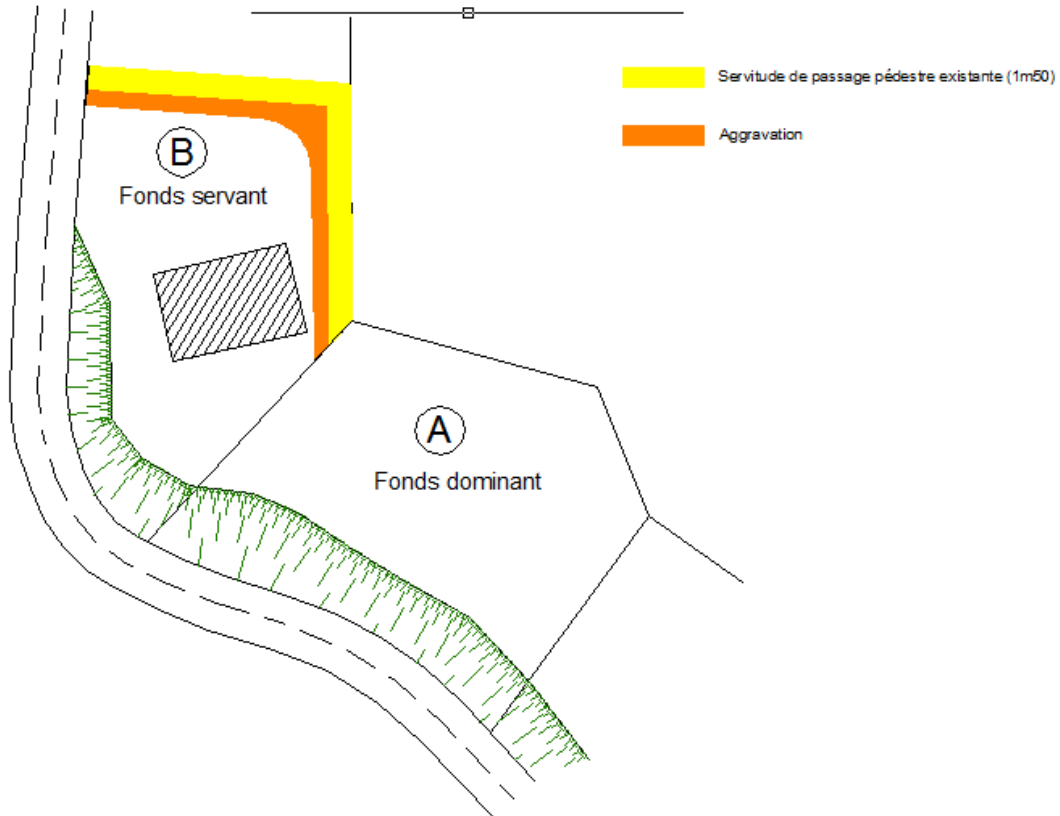 Servitude de passage pédestre existante (1m50)
Aggravation
B
Fonds servant
A
Fonds dominant